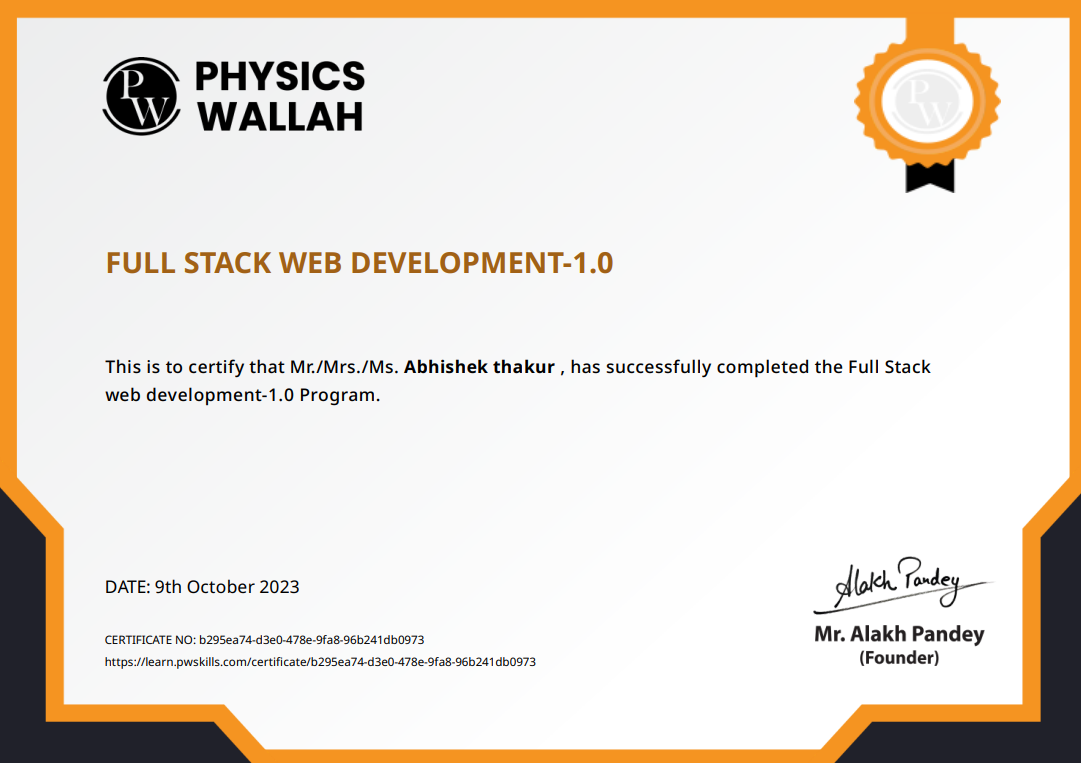 PW
PHYSICS
WALLAH
PW
FULL STACK WEB DEVELOPMENT-1.0
This is to certify that Mr./Mrs./Ms. Abhishek thakur , has successfully completed the Full Stack
web development-1.0 Program.
DATE: 9th October 2023
CERTIFICATE NO: b295ea74-d3e0-478e-9fa8-96b241db0973
https://learn.pwskills.com/certificate/b295ea74-d3e0-478e-9fa8-96b241db0973
Alakh Pandey
Mr. Alakh Pandey
(Founder)